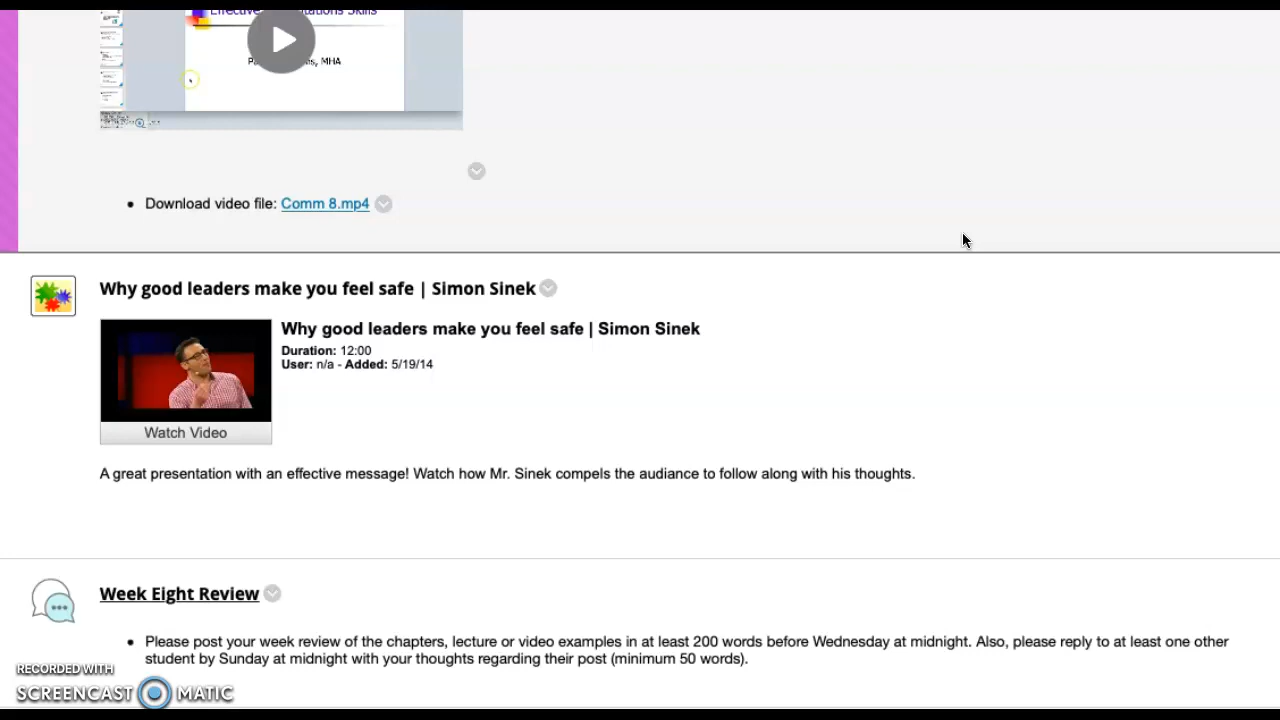 Effective Presentations Skills
MHA
Download video file: Comm 8.mp4
Why good leaders make you feel safe | Simon Sinek
Why good leaders make you feel safe | Simon Sinek
Duration: 12:00
User: n/a - Added: 5/19/14
Watch Video
A great presentation with an effective message! Watch how Mr. Sinek compels the audiance to follow along with his thoughts.
Week Eight Review
Please post your week review of the chapters, lecture or video examples in at least 200 words before Wednesday at midnight. Also, please reply to at least one other
student by Sunday at midnight with your thoughts regarding their post (minimum 50 words).
RECORDED WITH
SCREENCAST MATIC